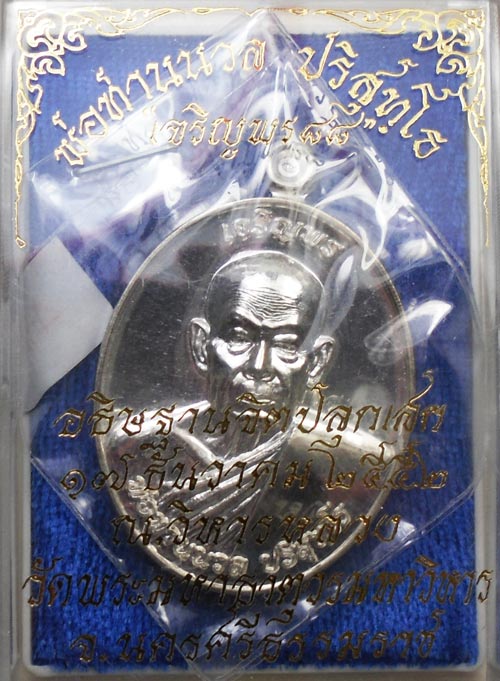 พ่อท่านนวล ปริสุทฺโธ
เจริญพร๘๘
เจริญพร
อธิษฐานจิตปลุกเสก
๑๗ ธันวาคม ๒๕๕๒
ณ.วิหารหลวง
วัดพระมหาธาตุวรมหาวิหาร
จ.นครศรีธรรมราช